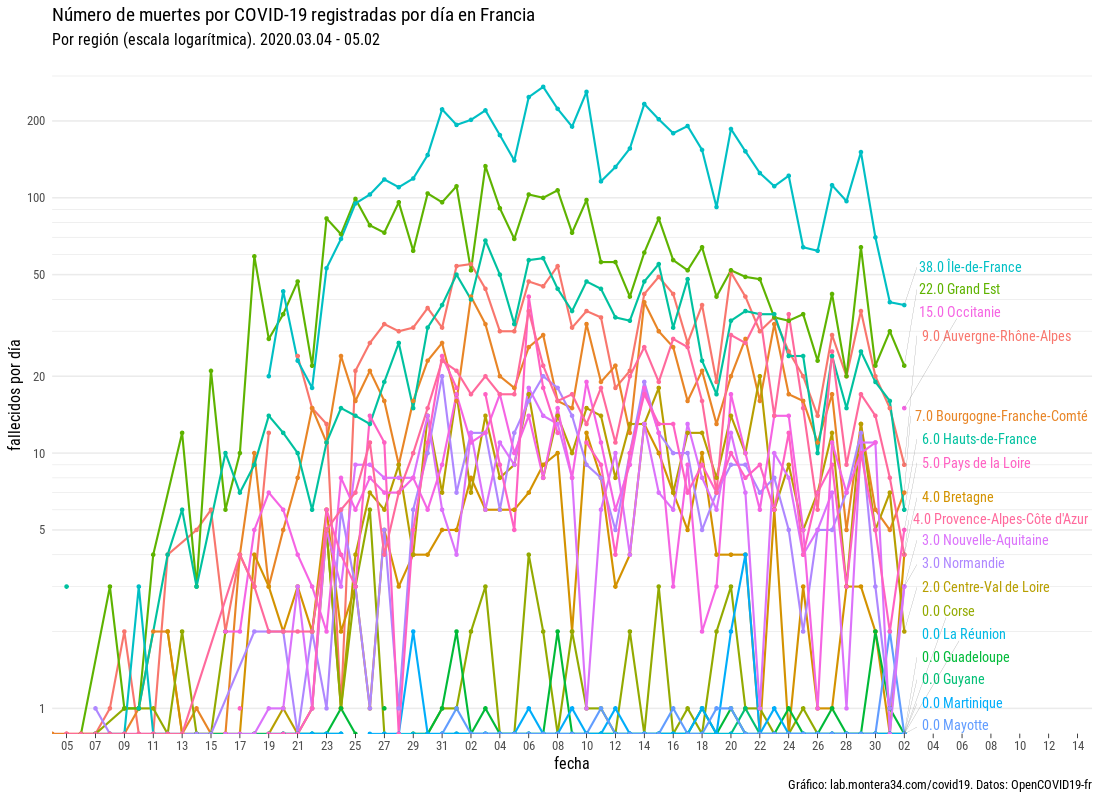 Número de muertes por COVID-19 registradas por día en Francia
Por región (escala logarítmica). 2020.03.04 - 05.02
fallecidos por día
200
100
50
20
10
5
1
38.0 Île-de-France
22.0 Grand Est
15.0 Occitanie
9.0 Auvergne-Rhône-Alpes
7.0 Bourgogne-Franche-Comté
6.0 Hauts-de-France
5.0 Pays de la Loire
4.0 Bretagne
4.0 Provence-Alpes-Côte d'Azur
3.0 Nouvelle-Aquitaine
3.0 Normandie
2.0 Centre-Val de Loire
0.0 Corse
0.0 La Réunion
0.0 Guadeloupe
0.0 Guyane
0.0 Martinique
0.0 Mayotte
05 07 09 11 13 15 17 19 21 23 25 26 27 28 29 31 02 04 06 08 10 12 14 16 18 20 22 24 26 28 30 02 04 06 08 10 12 14
fecha
Gráfico: lab.montera34.com/covid19. Datos: OpenCOVID19-fr